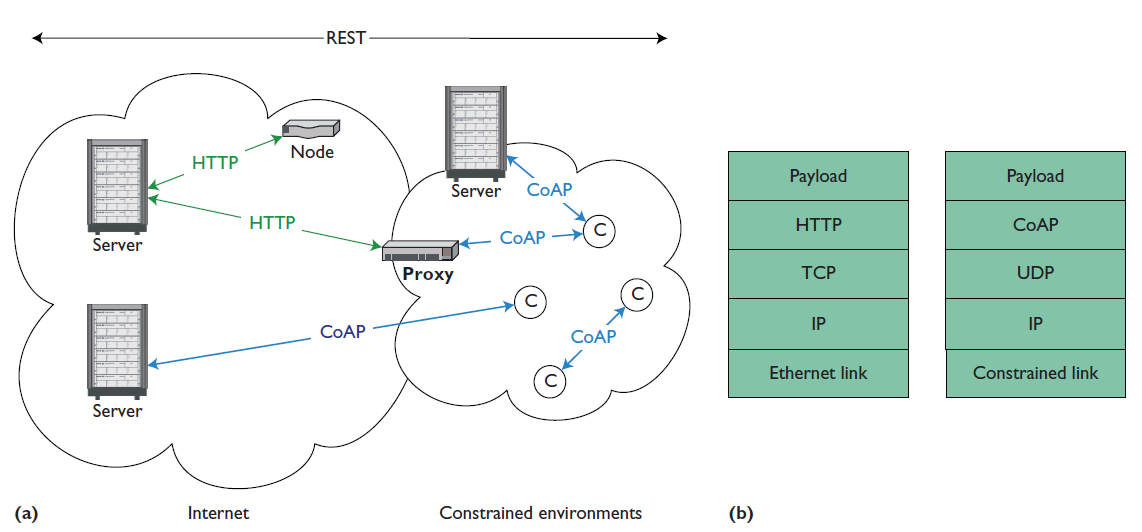 REST
Node
HTTP
Server
HTTP
Server
CoAP
C
CoAP
Proxy
C
C
CoAP
CoAP
C
Server
(a)
Internet
Constrained environments
Payload
HTTP
TCP
IP
Ethernet link
Payload
CoAP
UDP
IP
Constrained link
(b)